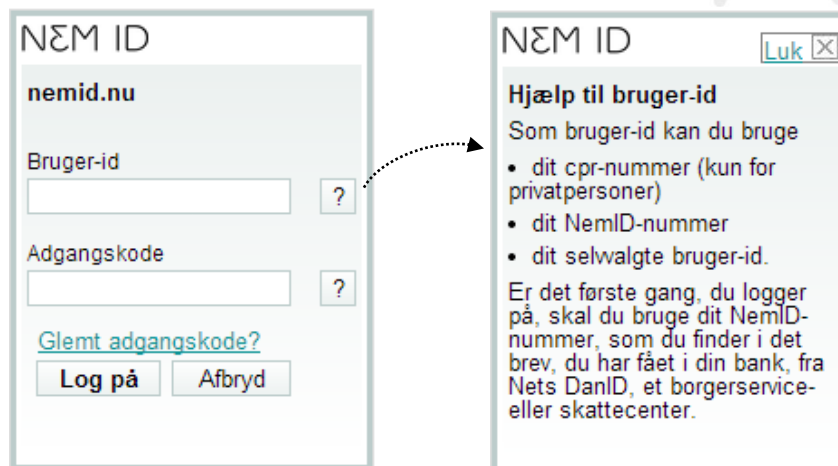 NEM ID
nemid.nu
Bruger-id
?
Adgangskode
?
Glemt adgangskode?
Log på
Afbryd
NEM ID
Luk
Hjælp til bruger-id
Som bruger-id kan du bruge
• dit cpr-nummer (kun for
privatpersoner)
• dit NemID-nummer
• dit selvvalgte bruger-id.
Er det første gang, du logger
på, skal du bruge dit NemID-
nummer, som du finder i det
brev, du har fået i din bank, fra
Nets DanID, et borgerservice-
eller skattecenter.